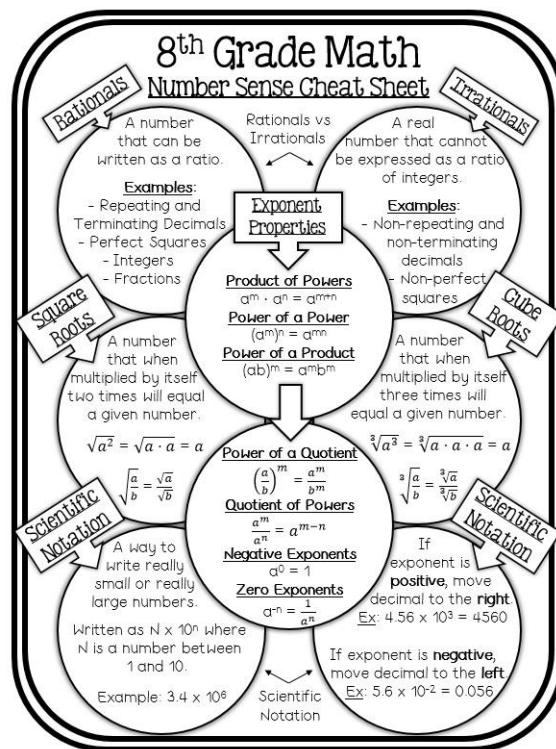 8th Grade Math
Number Sense Cheat Sheet
Rationals
A number
that can be
written as a ratio.
Examples:
- Repeating and
Terminating Decimals
- Perfect Squares
- Integers
- Fractions
Rationals vs
Irrationals
Irrationals
A real
number that cannot
be expressed as a ratio
of integers.
Examples:
- Non-repeating and
non-terminating
decimals
- Non-perfect
squares
Exponent
Properties
Product of Powers
aᵐ · aⁿ = aᵐ⁺ⁿ
Power of a Power
(aᵐ)ⁿ = aᵐⁿ
Power of a Product
(ab)ᵐ = aᵐbᵐ
Square
Roots
A number
that when
multiplied by itself
two times will equal
a given number.
√a² = √a · a = a
√a/b = √a/√b
Cube
Roots
A number
that when
multiplied by itself
three times will
equal a given number.
∛a³ = ∛a · a · a = a
∛a/b = ∛a/∛b
Power of a Quotient
(a/b)ᵐ = aᵐ/bᵐ
Quotient of Powers
aᵐ/aⁿ = aᵐ⁻ⁿ
Negative Exponents
a⁰ = 1
Zero Exponents
a⁻ⁿ = 1/aⁿ
Scientific
Notation
A way to
write really
small or really
large numbers.
Written as N x 10ⁿ where
N is a number between
1 and 10.
Example: 3.4 x 10⁶
Scientific
Notation
Scientific
Notation
If
exponent is
positive, move
decimal to the right.
Ex: 4.56 x 10³ = 4560
If exponent is negative,
move decimal to the left.
Ex: 5.6 x 10⁻² = 0.056